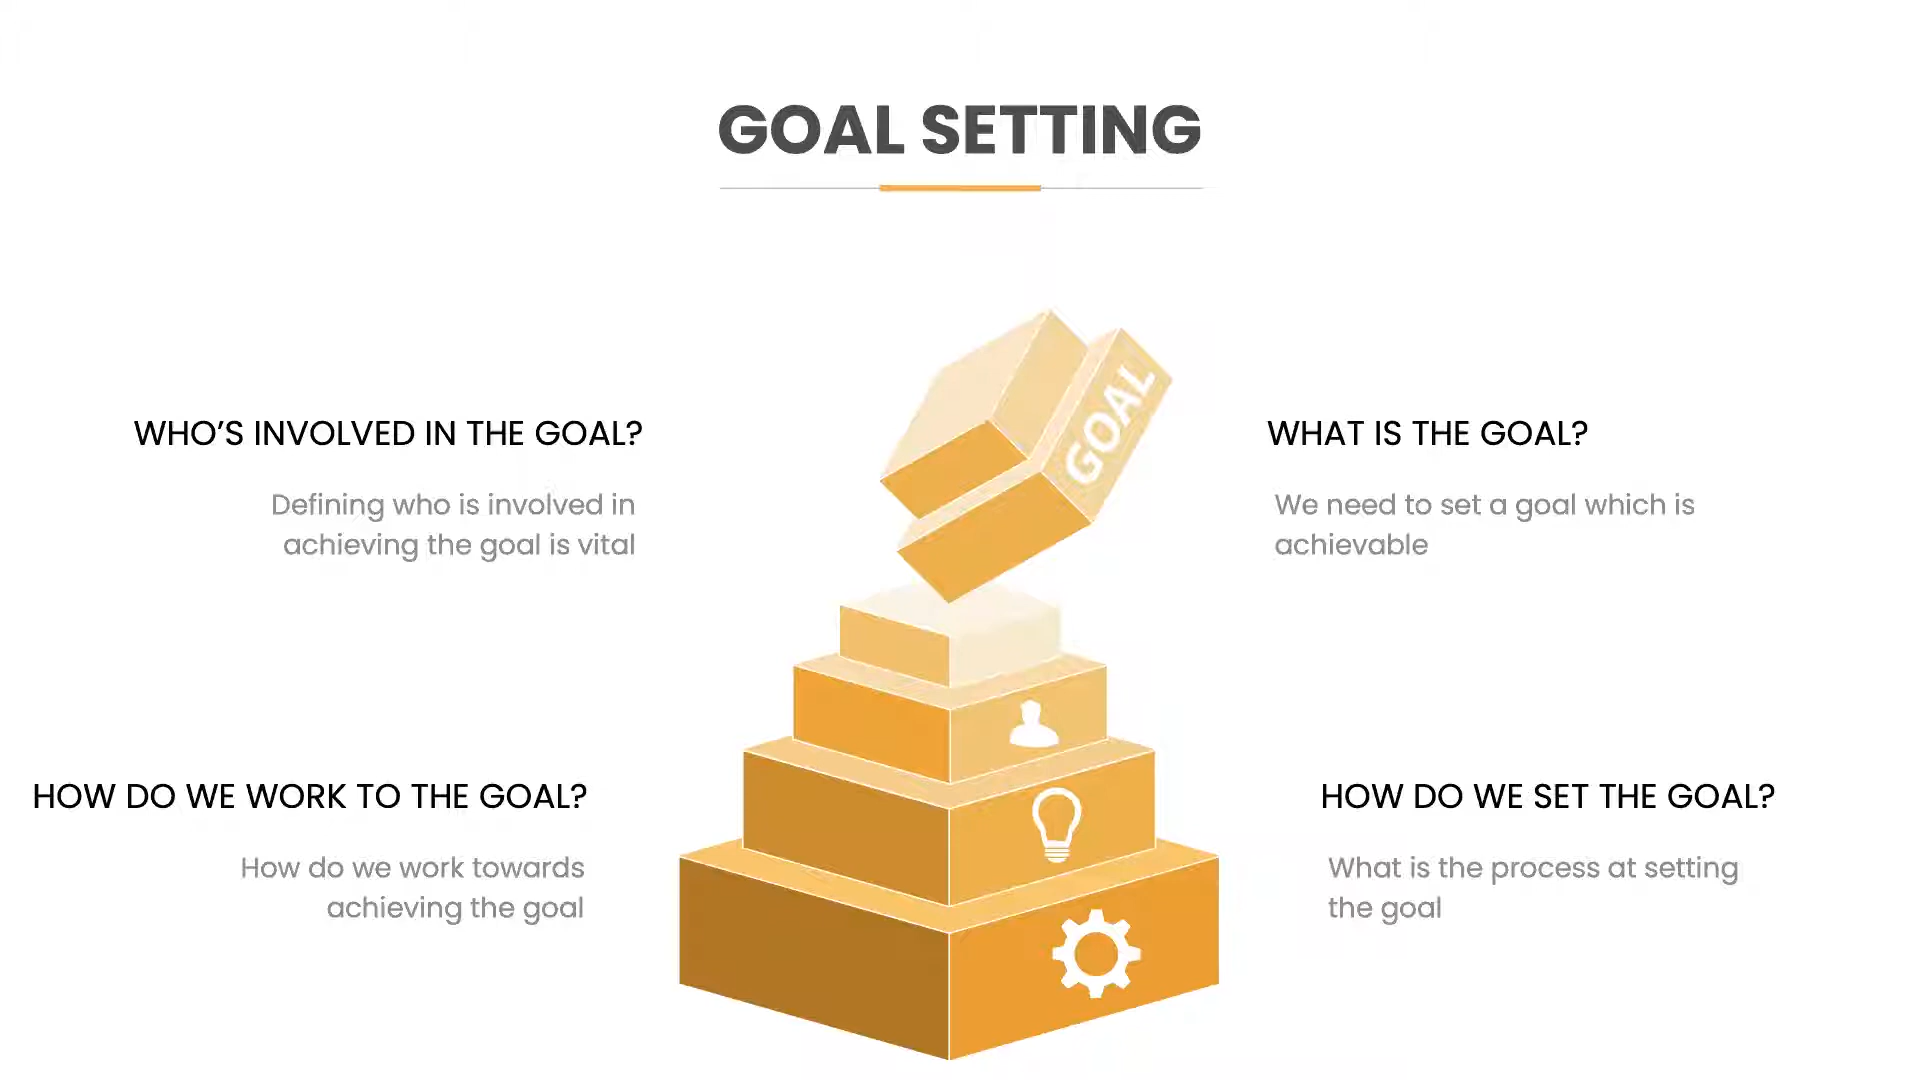 GOAL SETTING
WHO’S INVOLVED IN THE GOAL?
Defining who is involved in
achieving the goal is vital
GOAL
WHAT IS THE GOAL?
We need to set a goal which is
achievable
HOW DO WE WORK TO THE GOAL?
How do we work towards
achieving the goal
HOW DO WE SET THE GOAL?
What is the process at setting
the goal